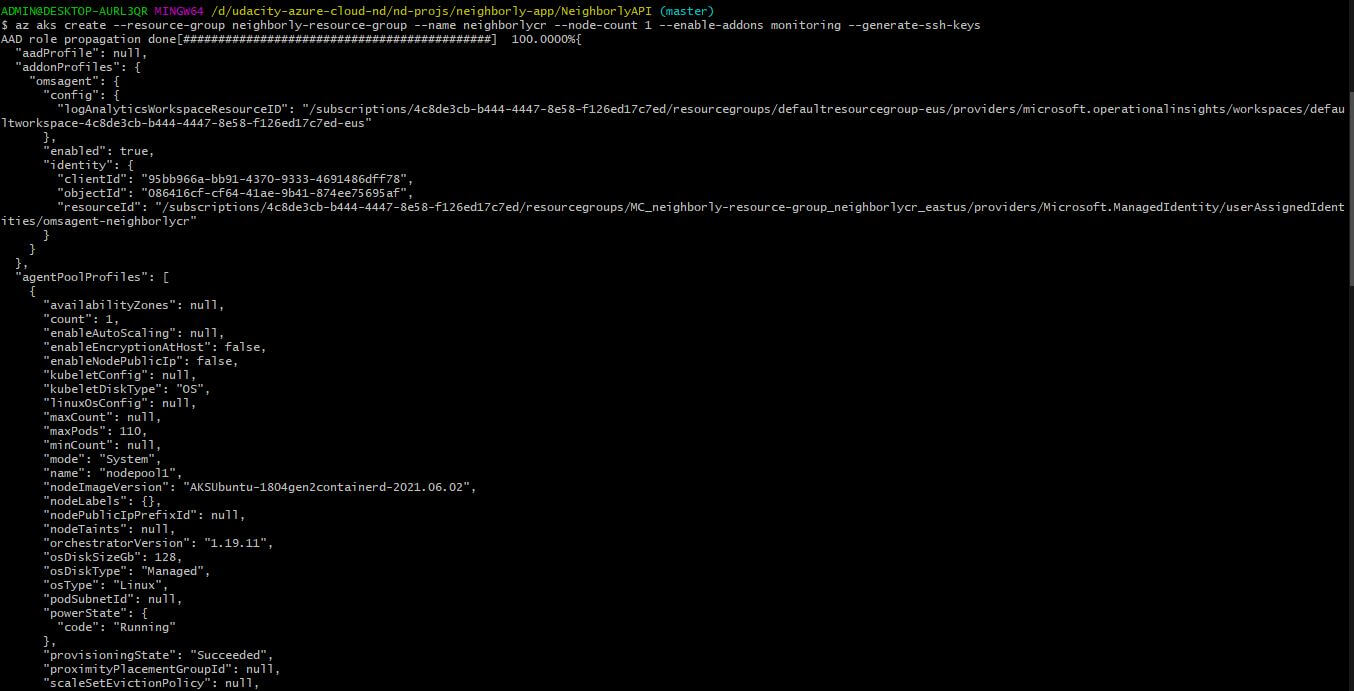 ADMIN@DESKTOP-AURL3QR MINGW64 /d/udacity-azure-cloud-nd/nd-projs/neighborly-app/NeighborlyAPI (master)
$ az aks create --resource-group neighborly-resource-group --name neighborlycr --node-count 1 --enable-addons monitoring --generate-ssh-keys
AAD role propagation done[############################################]  100.0000%{
  "aadProfile": null,
  "addonProfiles": {
    "omsagent": {
      "config": {
        "logAnalyticsWorkspaceResourceID": "/subscriptions/4c8de3cb-b444-4447-8e58-f126ed17c7ed/resourcegroups/defaultresourcegroup-eus/providers/microsoft.operationalinsights/workspaces/defau
ltworkspace-4c8de3cb-b444-4447-8e58-f126ed17c7ed-eus"
      },
      "enabled": true,
      "identity": {
        "clientId": "95bb966a-bb91-4370-9333-4691486dff78",
        "objectId": "086416cf-cf64-41ae-9b41-874ee75695af",
        "resourceId": "/subscriptions/4c8de3cb-b444-4447-8e58-f126ed17c7ed/resourcegroups/MC_neighborly-resource-group_neighborlycr_eastus/providers/Microsoft.ManagedIdentity/userAssignedIdent
ities/omsagent-neighborlycr"
      }
    }
  },
  "agentPoolProfiles": [
    {
      "availabilityZones": null,
      "count": 1,
      "enableAutoScaling": null,
      "enableEncryptionAtHost": false,
      "enableNodePublicIp": false,
      "kubeletConfig": null,
      "kubeletDiskType": "OS",
      "linuxOsConfig": null,
      "maxCount": null,
      "maxPods": 110,
      "minCount": null,
      "mode": "System",
      "name": "nodepool1",
      "nodeImageVersion": "AKSUbuntu-1804gen2containerd-2021.06.02",
      "nodeLabels": {},
      "nodePublicIpPrefixId": null,
      "nodeTaints": null,
      "orchestratorVersion": "1.19.11",
      "osDiskSizeGb": 128,
      "osDiskType": "Managed",
      "osType": "Linux",
      "podSubnetId": null,
      "powerState": {
        "code": "Running"
      },
      "provisioningState": "Succeeded",
      "proximityPlacementGroupId": null,
      "scaleSetEvictionPolicy": null,